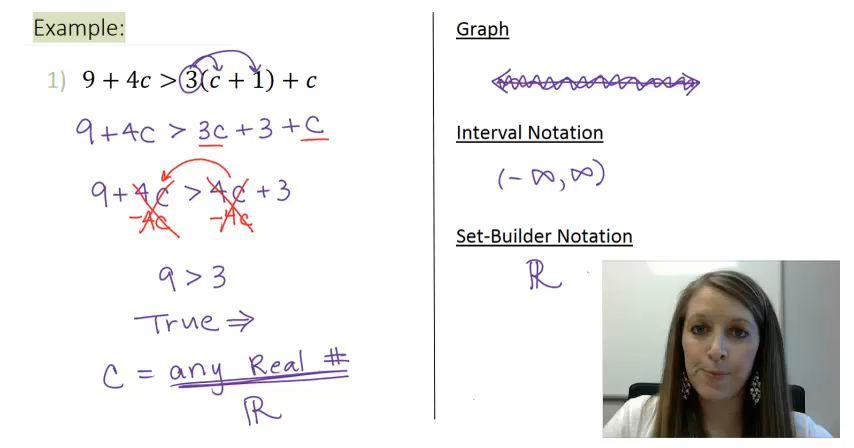 Example:
1) 9 + 4c > 3(c + 1) + c
9 + 4c > 3c + 3 + c
9 + 4c > 4c + 3
-4c -4c
9 > 3
True ⇒
c = any Real #
ℝ
Graph
Interval Notation
(-∞, ∞)
Set-Builder Notation
ℝ